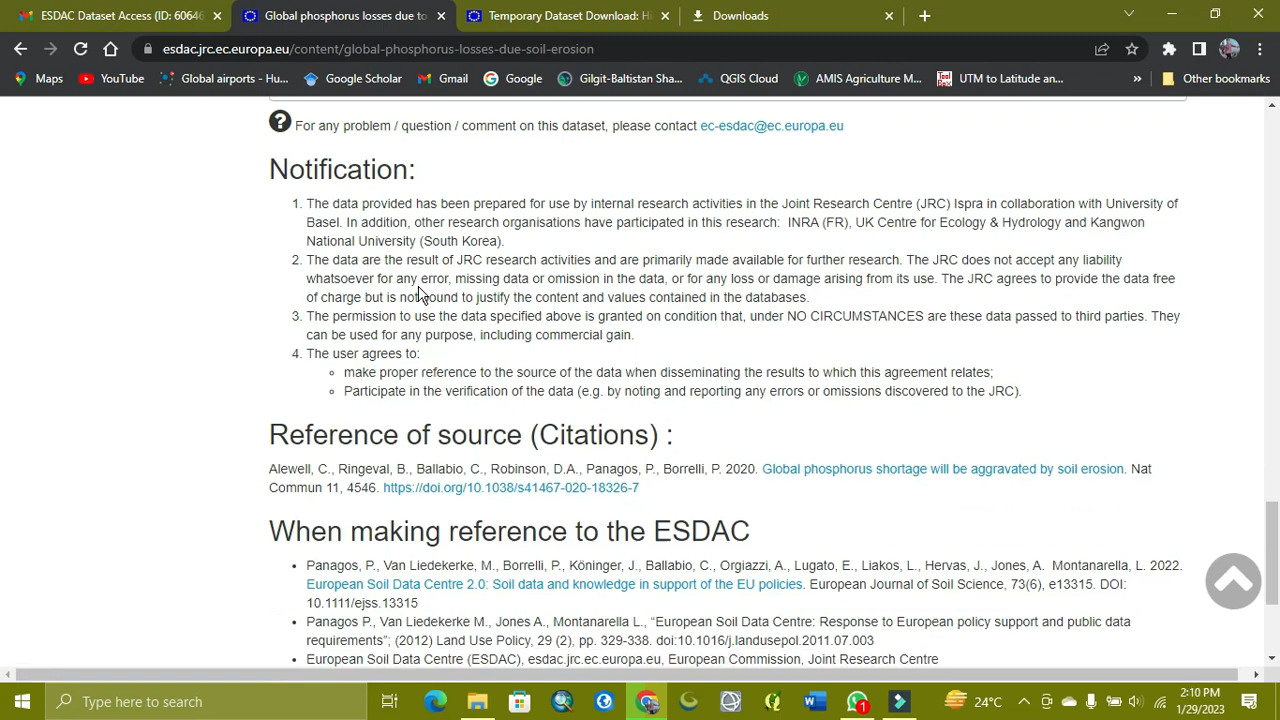 ESDAC Dataset Access (ID: 60646
Global phosphorus losses due to
Temporary Dataset Download: Hi
Downloads
esdac.jrc.ec.europa.eu/content/global-phosphorus-losses-due-soil-erosion
Maps YouTube Global airports - Hu... Google Scholar Gmail Google Gilgit-Baltistan Sha... QGIS Cloud AMIS Agriculture M... UTM to Latitude an... » Other bookmarks
For any problem / question / comment on this dataset, please contact ec-esdac@ec.europa.eu
Notification:
1. The data provided has been prepared for use by internal research activities in the Joint Research Centre (JRC) Ispra in collaboration with University of
Basel. In addition, other research organisations have participated in this research: INRA (FR), UK Centre for Ecology & Hydrology and Kangwon
National University (South Korea).
2. The data are the result of JRC research activities and are primarily made available for further research. The JRC does not accept any liability
whatsoever for any error, missing data or omission in the data, or for any loss or damage arising from its use. The JRC agrees to provide the data free
of charge but is not bound to justify the content and values contained in the databases.
3. The permission to use the data specified above is granted on condition that, under NO CIRCUMSTANCES are these data passed to third parties. They
can be used for any purpose, including commercial gain.
4. The user agrees to:
make proper reference to the source of the data when disseminating the results to which this agreement relates;
Participate in the verification of the data (e.g. by noting and reporting any errors or omissions discovered to the JRC).
Reference of source (Citations) :
Alewell, C., Ringeval, B., Ballabio, C., Robinson, D.A., Panagos, P., Borrelli, P. 2020. Global phosphorus shortage will be aggravated by soil erosion. Nat
Commun 11, 4546. https://doi.org/10.1038/s41467-020-18326-7
When making reference to the ESDAC
• Panagos, P., Van Liedekerke, M., Borrelli, P., Köninger, J., Ballabio, C., Orgiazzi, A., Lugato, E., Liakos, L., Hervas, J., Jones, A. Montanarella, L. 2022.
European Soil Data Centre 2.0: Soil data and knowledge in support of the EU policies. European Journal of Soil Science, 73(6), e13315. DOI:
10.1111/ejss.13315
• Panagos P., Van Liedekerke M., Jones A., Montanarella L., “European Soil Data Centre: Response to European policy support and public data
requirements”; (2012) Land Use Policy, 29 (2), pp. 329-338. doi:10.1016/j.landusepol.2011.07.003
• European Soil Data Centre (ESDAC), esdac.jrc.ec.europa.eu, European Commission, Joint Research Centre
Type here to search
1
24°C
2:10 PM
1/29/2023